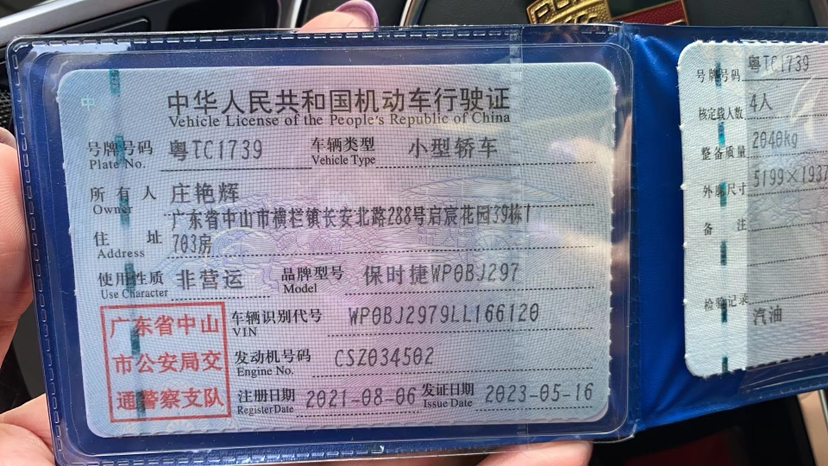 中华人民共和国机动车行驶证
Vehicle License of the People's Republic of China
号牌号码 粤TC1739 车辆类型 小型轿车
Plate No. Vehicle Type
所有人 庄艳辉
Owner
住址 广东省中山市横栏镇长安北路288号启宸花园39栋1
703房
Address
使用性质 非营运 品牌型号 保时捷WP0BJ297
Use Character Model
广东省中山
市公安局交
通警察支队
车辆识别代号 WP0BJ2979LL166120
VIN
发动机号码 CSZ034502
Engine No.
注册日期 2021-08-06 发证日期 2023-05-16
Register Date Issue Date
号牌号码 粤TC1739
核定载人数 4人
整备质量 2040kg
外廓尺寸 5199×1937
备注
检验记录
汽油